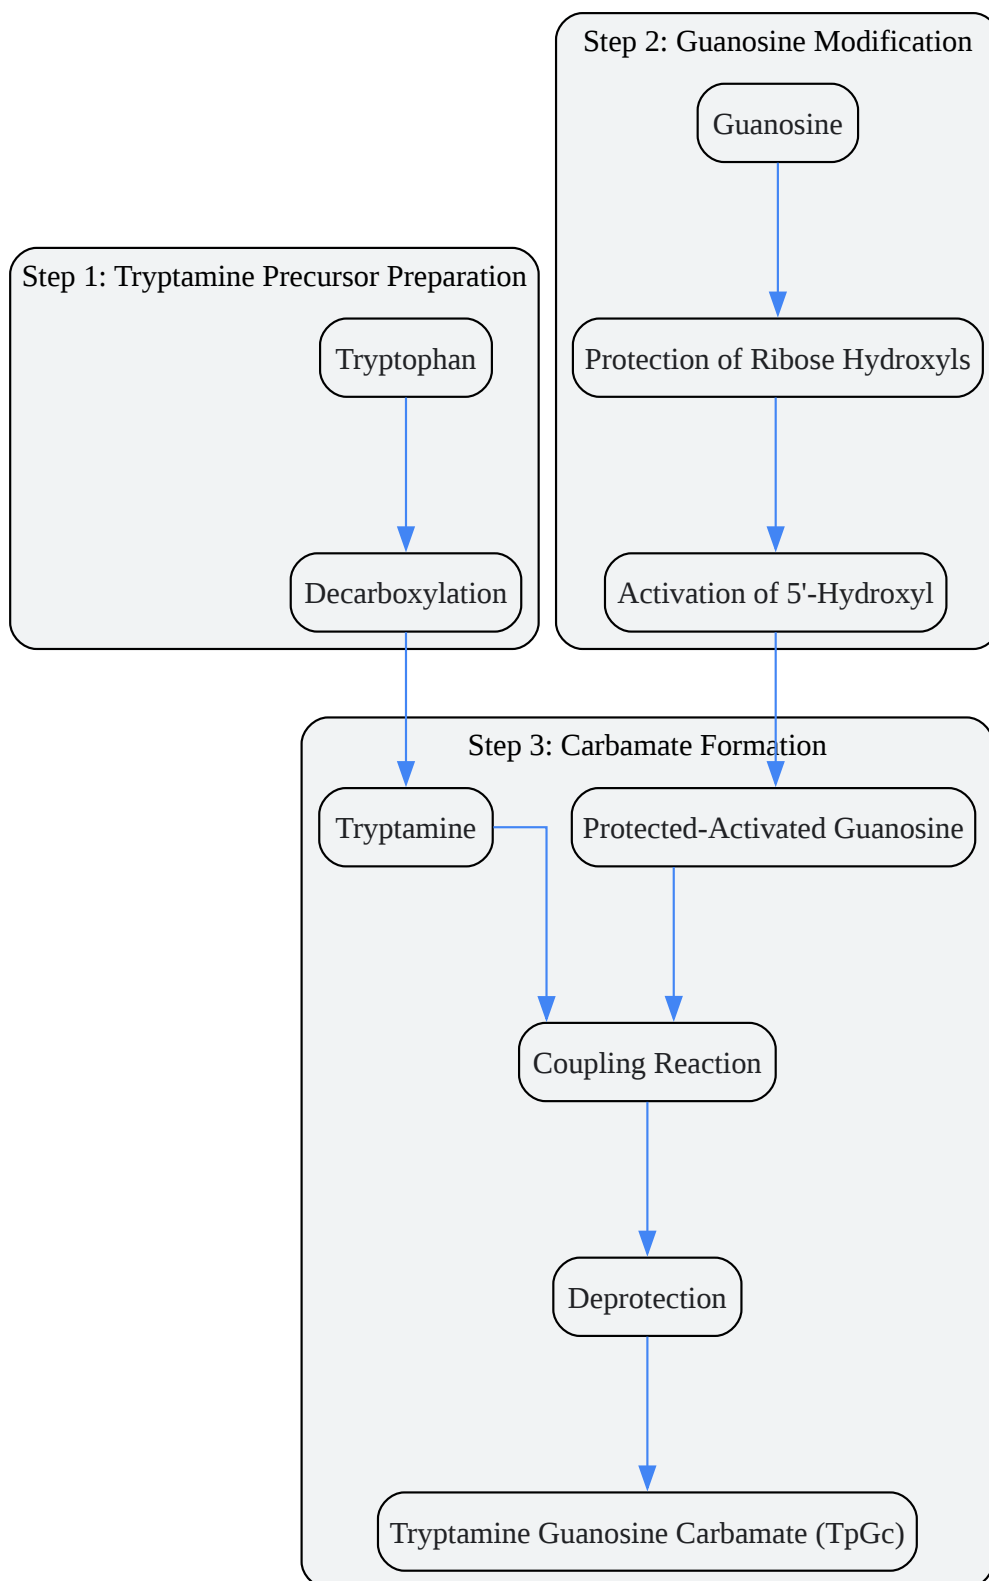 Step 1: Tryptamine Precursor Preparation
Tryptophan
Decarboxylation
Step 2: Guanosine Modification
Guanosine
Protection of Ribose Hydroxyls
Activation of 5'-Hydroxyl
Step 3: Carbamate Formation
Tryptamine
Protected-Activated Guanosine
Coupling Reaction
Deprotection
Tryptamine Guanosine Carbamate (TpGc)